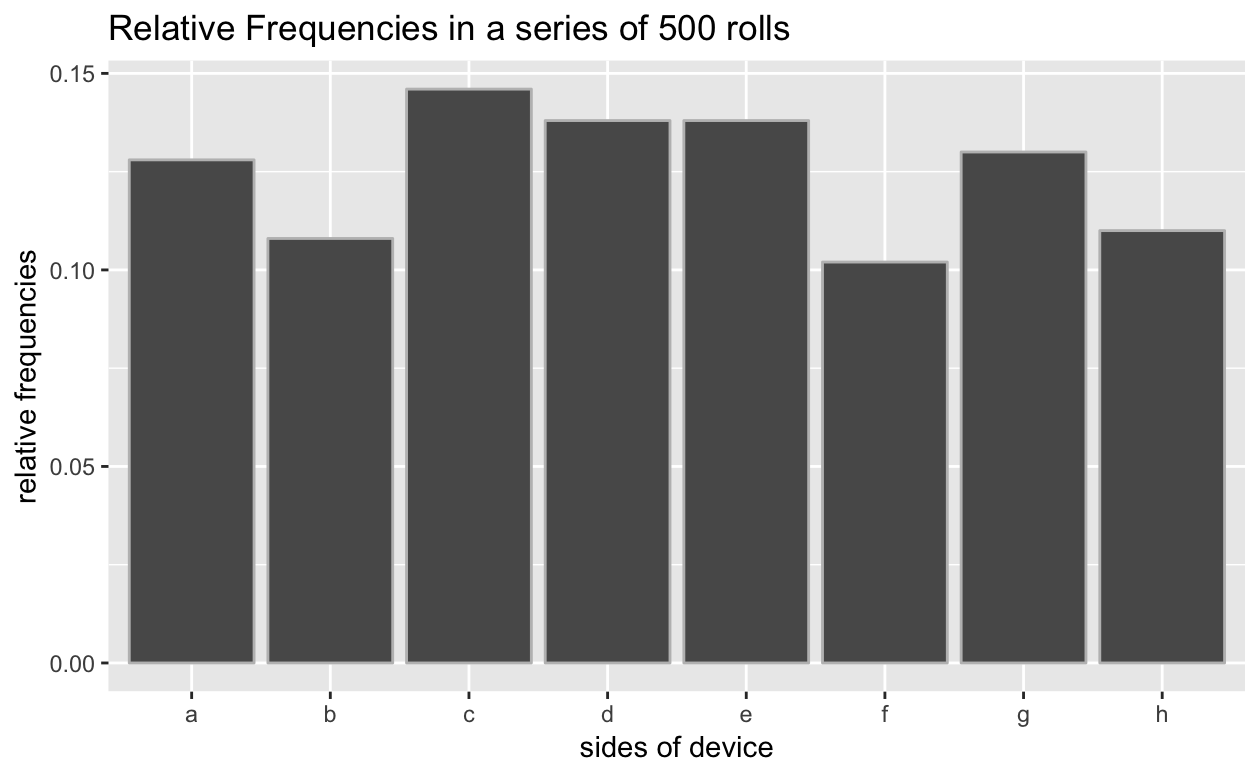 Relative Frequencies in a series of 500 rolls
relative frequencies
0.15
0.10
0.05
0.00
a b c d e f g h
sides of device